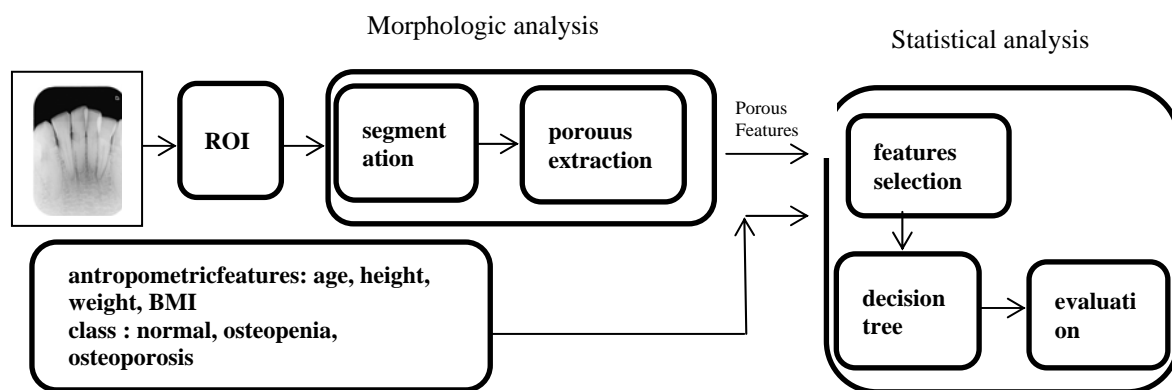 Morphologic analysis
Statistical analysis
ROI
segment
ation
porouus
extraction
Porous
Features
features
selection
decision
tree
evaluati
on
antropometricfeatures: age, height,
weight, BMI
class : normal, osteopenia,
osteoporosis